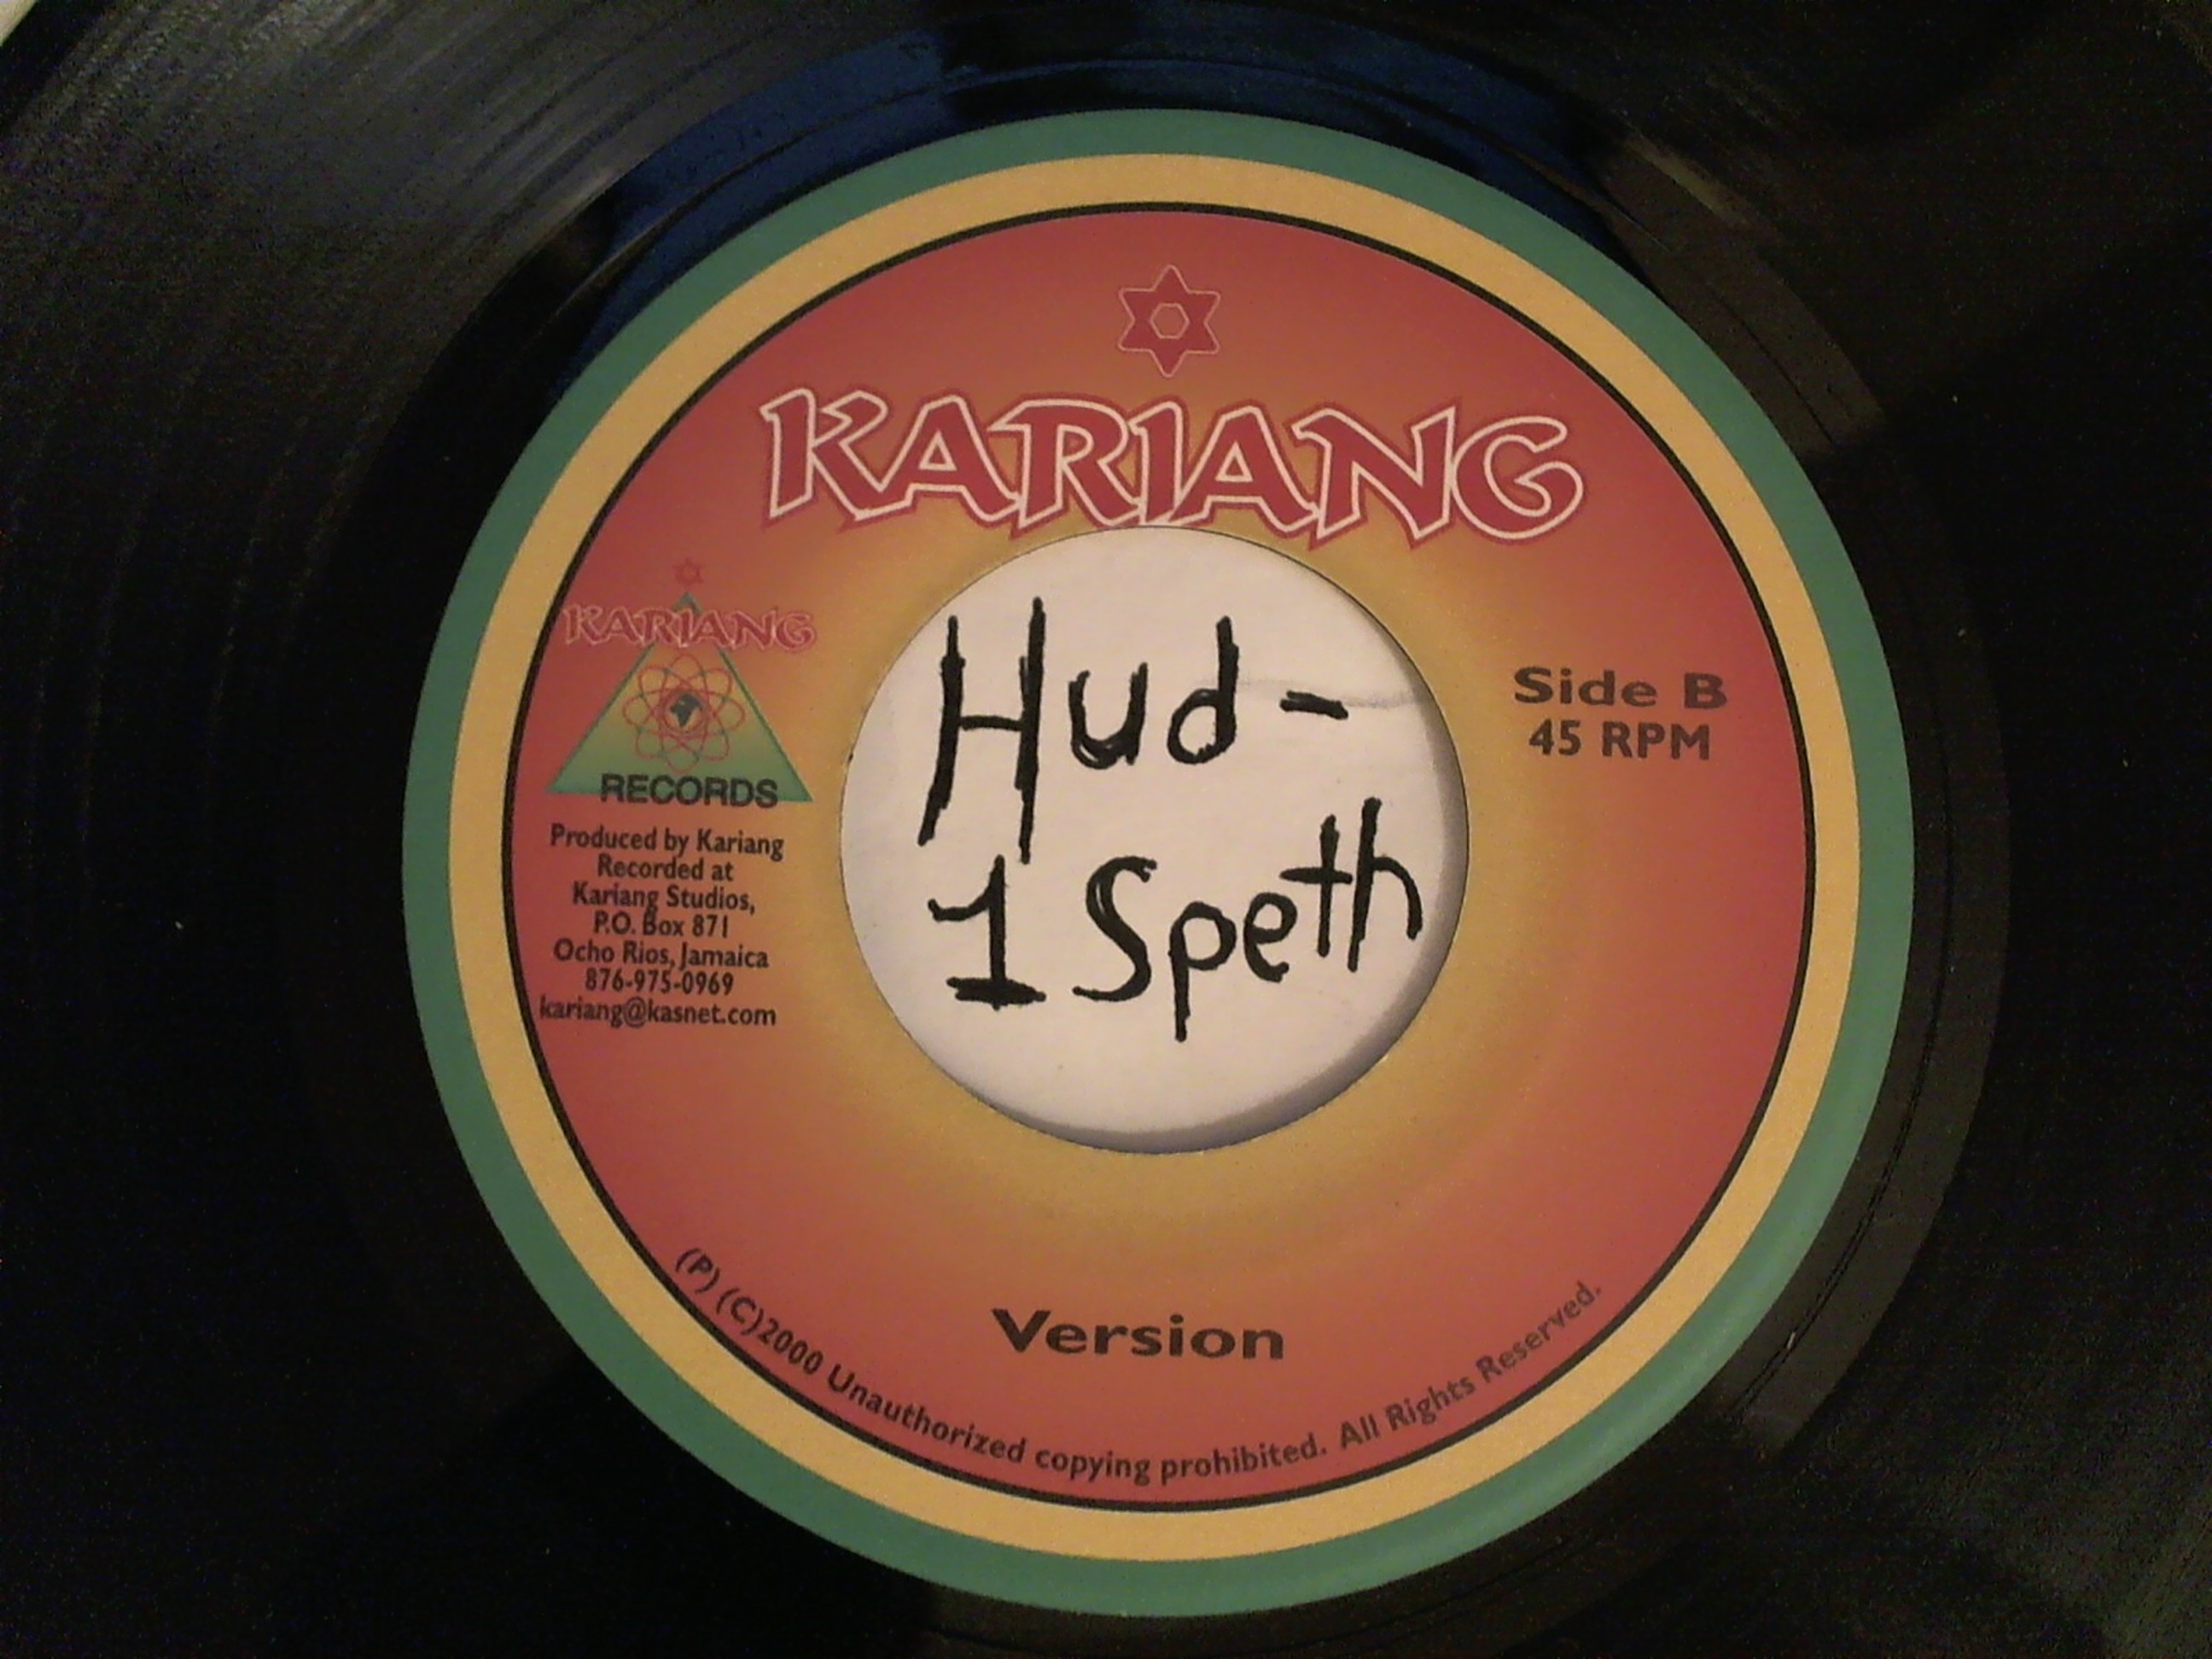 KARIANG
KARIANG
RECORDS
Produced by Kariang
Recorded at
Kariang Studios,
P.O. Box 871
Ocho Rios, Jamaica
876-975-0969
kariang@kasnet.com
Hud-
1 Speth
Side B
45 RPM
Version
(P) (C)2000 Unauthorized copying prohibited. All Rights Reserved.